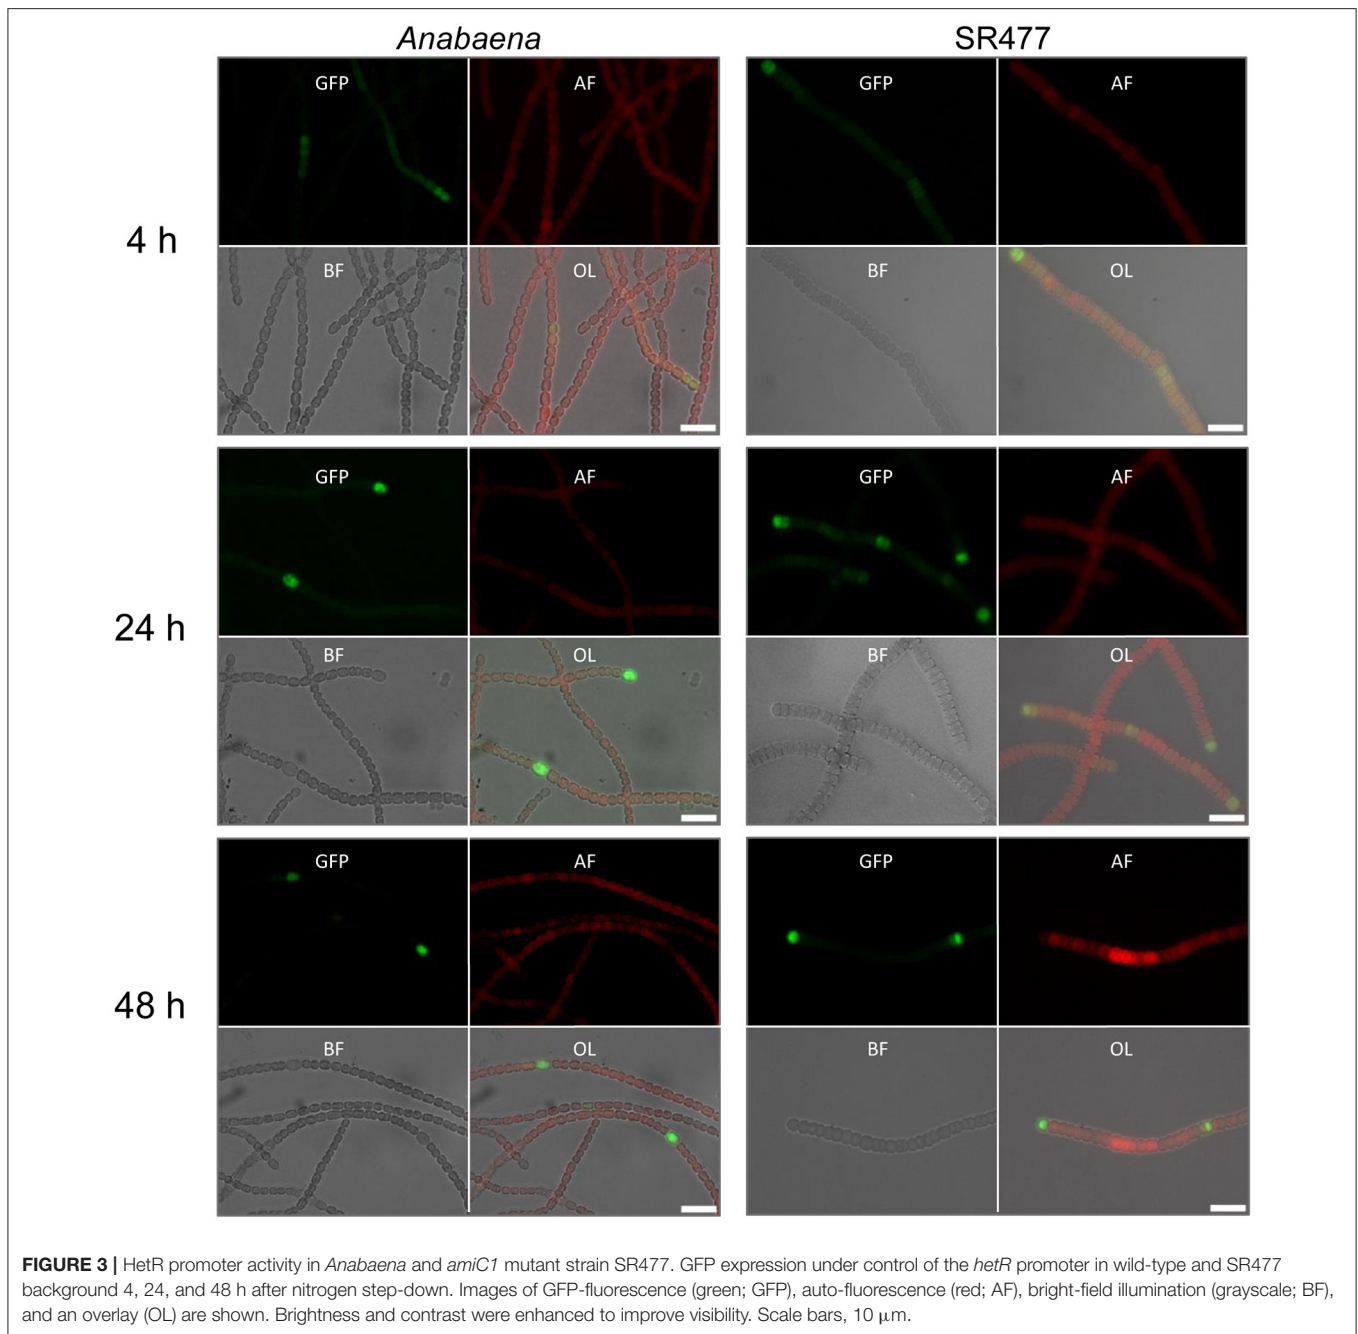 Anabaena
SR477
GFP
AF
GFP
AF
4 h
BF
OL
BF
OL
GFP
AF
GFP
AF
24 h
BF
OL
BF
OL
GFP
AF
GFP
AF
48 h
BF
OL
BF
OL
FIGURE 3 | HetR promoter activity in Anabaena and amiC1 mutant strain SR477. GFP expression under control of the hetR promoter in wild-type and SR477
background 4, 24, and 48 h after nitrogen step-down. Images of GFP-fluorescence (green; GFP), auto-fluorescence (red; AF), bright-field illumination (grayscale; BF),
and an overlay (OL) are shown. Brightness and contrast were enhanced to improve visibility. Scale bars, 10 μm.